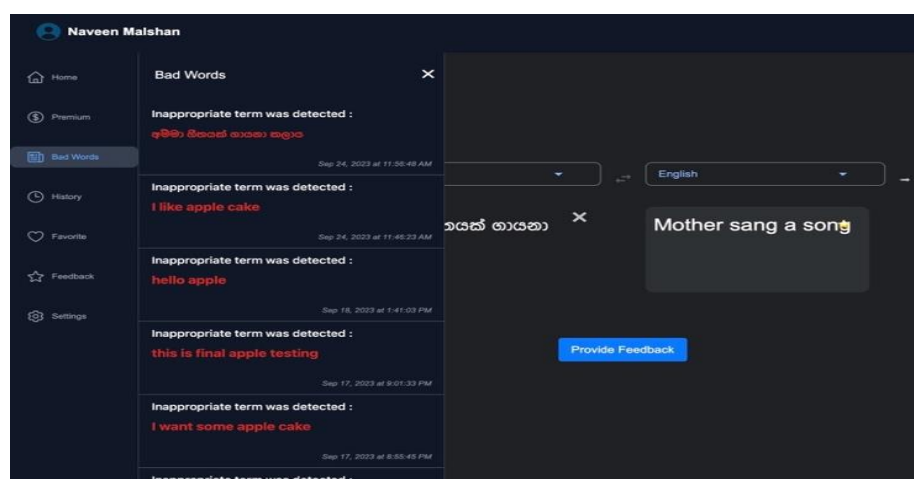 Naveen Malshan
Home
Premium
Bad Words
History
Favorite
Feedback
Settings
Bad Words
Inappropriate term was detected :
අම්මා ගීතයක් ගායනා කලාය
Sep 24, 2023 at 11:56:48 AM
Inappropriate term was detected :
I like apple cake
Sep 24, 2023 at 11:46:23 AM
Inappropriate term was detected :
hello apple
Sep 18, 2023 at 1:41:03 PM
Inappropriate term was detected :
this is final apple testing
Sep 17, 2023 at 9:01:33 PM
Inappropriate term was detected :
I want some apple cake
Sep 17, 2023 at 8:55:45 PM
Inappropriate term was detected :
English
ගායනා
Mother sang a song
Provide Feedback